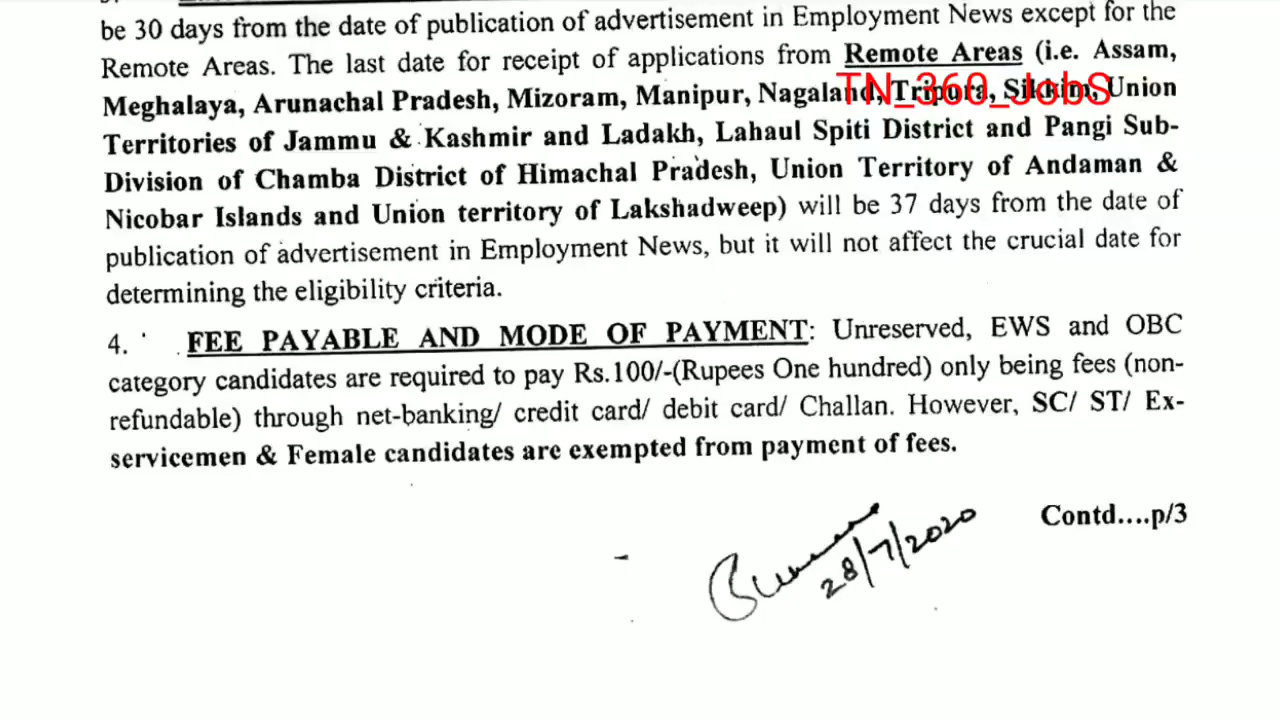 be 30 days from the date of publication of advertisement in Employment News except for the
Remote Areas. The last date for receipt of applications from Remote Areas (i.e. Assam,
Meghalaya, Arunachal Pradesh, Mizoram, Manipur, Nagaland, Tripura, Sikkim, Union
TN_360_JobS
Territories of Jammu & Kashmir and Ladakh, Lahaul Spiti District and Pangi Sub-
Division of Chamba District of Himachal Pradesh, Union Territory of Andaman &
Nicobar Islands and Union territory of Lakshadweep) will be 37 days from the date of
publication of advertisement in Employment News, but it will not affect the crucial date for
determining the eligibility criteria.
4. FEE PAYABLE AND MODE OF PAYMENT: Unreserved, EWS and OBC
category candidates are required to pay Rs.100/-(Rupees One hundred) only being fees (non-
refundable) through net-banking/ credit card/ debit card/ Challan. However, SC/ ST/ Ex-
servicemen & Female candidates are exempted from payment of fees.
Contd....p/3
28/7/2020